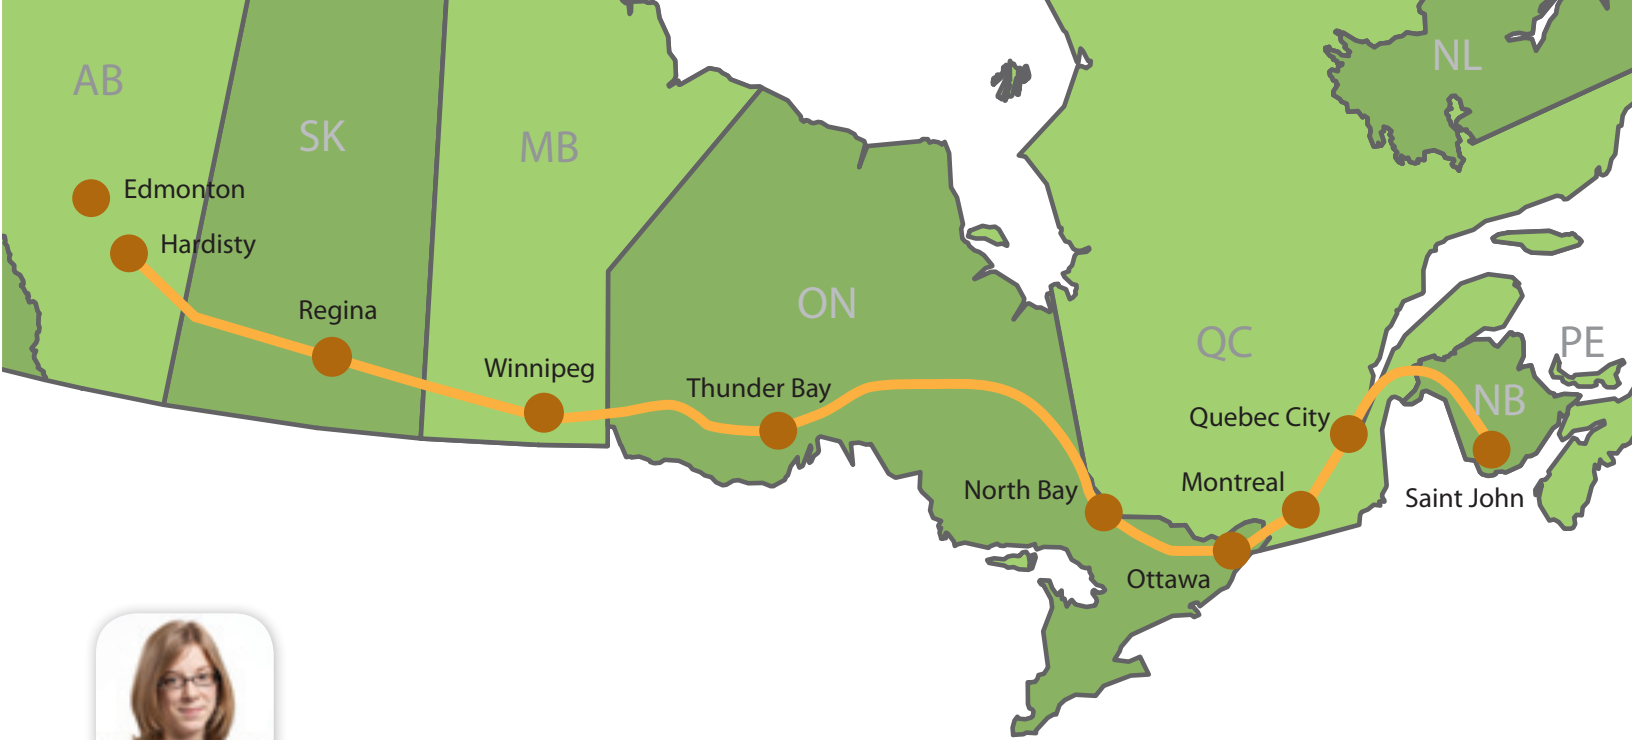 NL
AB
SK
MB
Edmonton
Hardisty
Regina
ON
QC
PE
Winnipeg
Thunder Bay
NB
Quebec City
Montreal
North Bay
Saint John
Ottawa